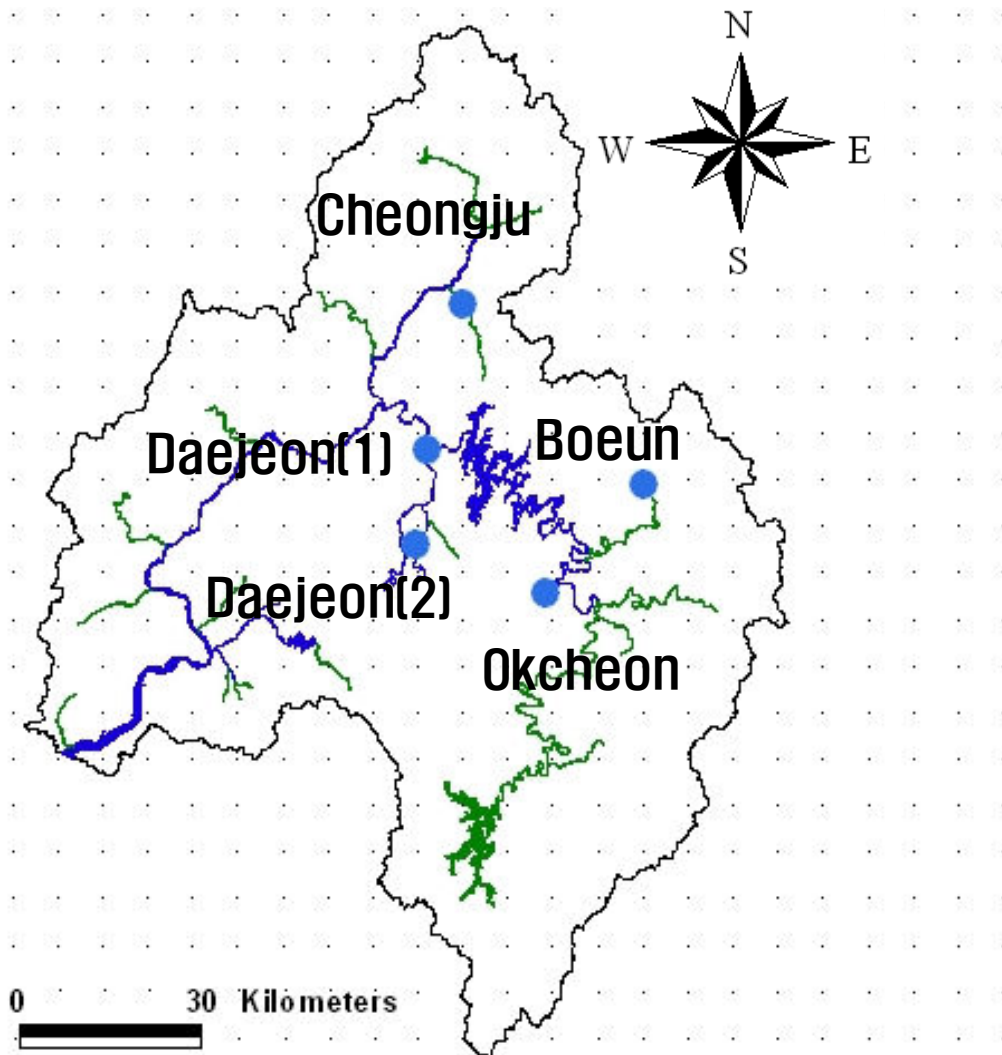 N
W E
S
Cheongju
Daejeon(1)
Boeun
Daejeon(2)
Okcheon
0 30 Kilometers